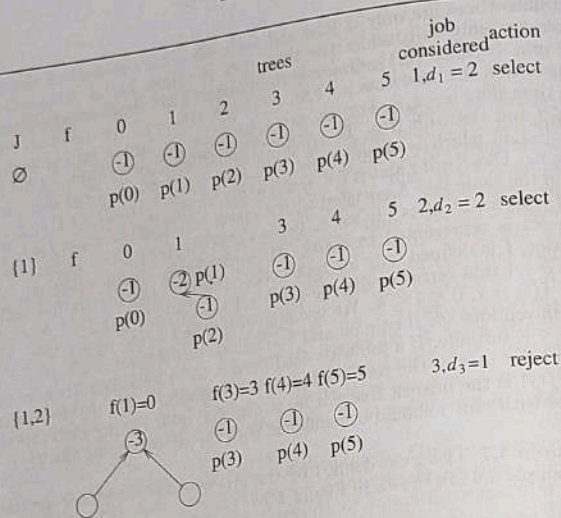 trees
job
considered action
J f 0 1 2 3 4 5 1,d₁ = 2 select
∅ -1 -1 -1 -1 -1 -1
p(0) p(1) p(2) p(3) p(4) p(5)
{1} f 0 1 3 4 5 2,d₂ = 2 select
-1 -2 p(1) -1 -1 -1
p(0) -1 p(3) p(4) p(5)
p(2)
{1,2} f(1)=0 f(3)=3 f(4)=4 f(5)=5 3,d₃=1 reject
-3 -1 -1 -1
p(3) p(4) p(5)